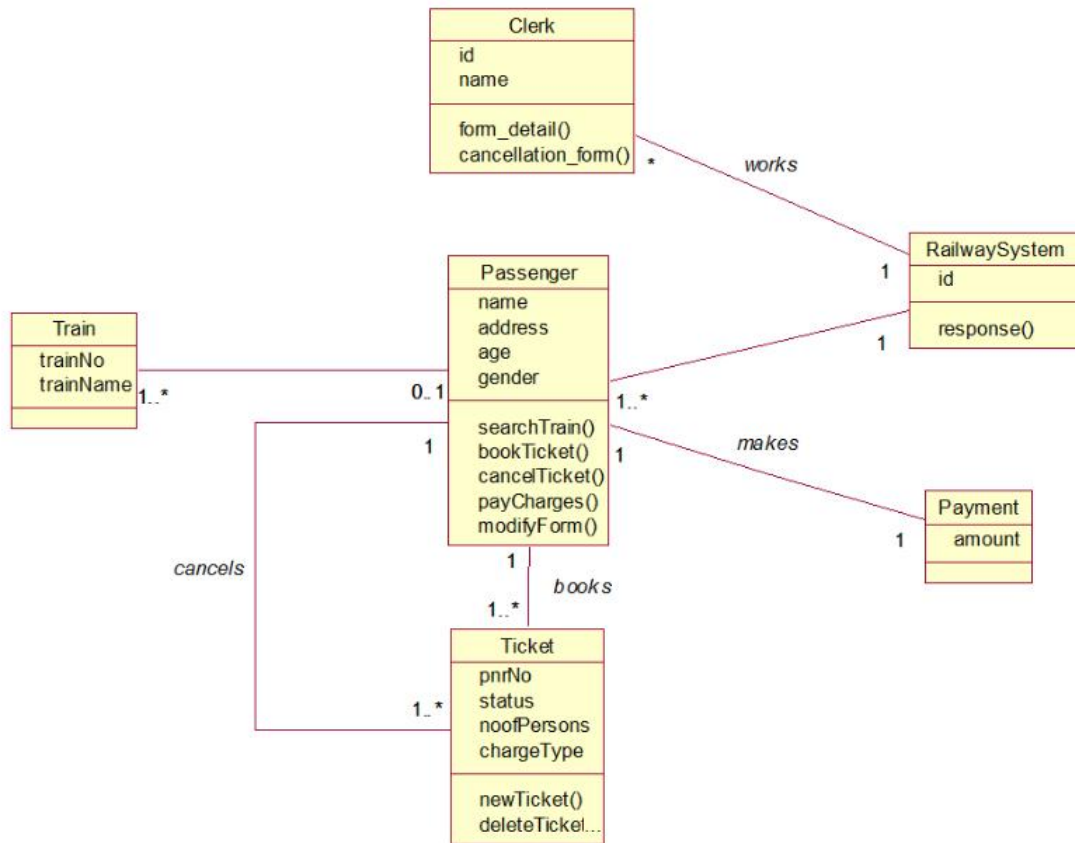 Clerk
id
name
form_detail()
cancellation_form()
*
works
1
RailwaySystem
id
response()
1
Passenger
name
address
age
gender
searchTrain()
bookTicket()
cancelTicket()
payCharges()
modifyForm()
Train
trainNo
trainName
1..*
0..1
1..*
1
1
makes
1
Payment
amount
cancels
1
books
1..*
Ticket
pnrNo
status
noofPersons
chargeType
newTicket()
deleteTicket...
1..*